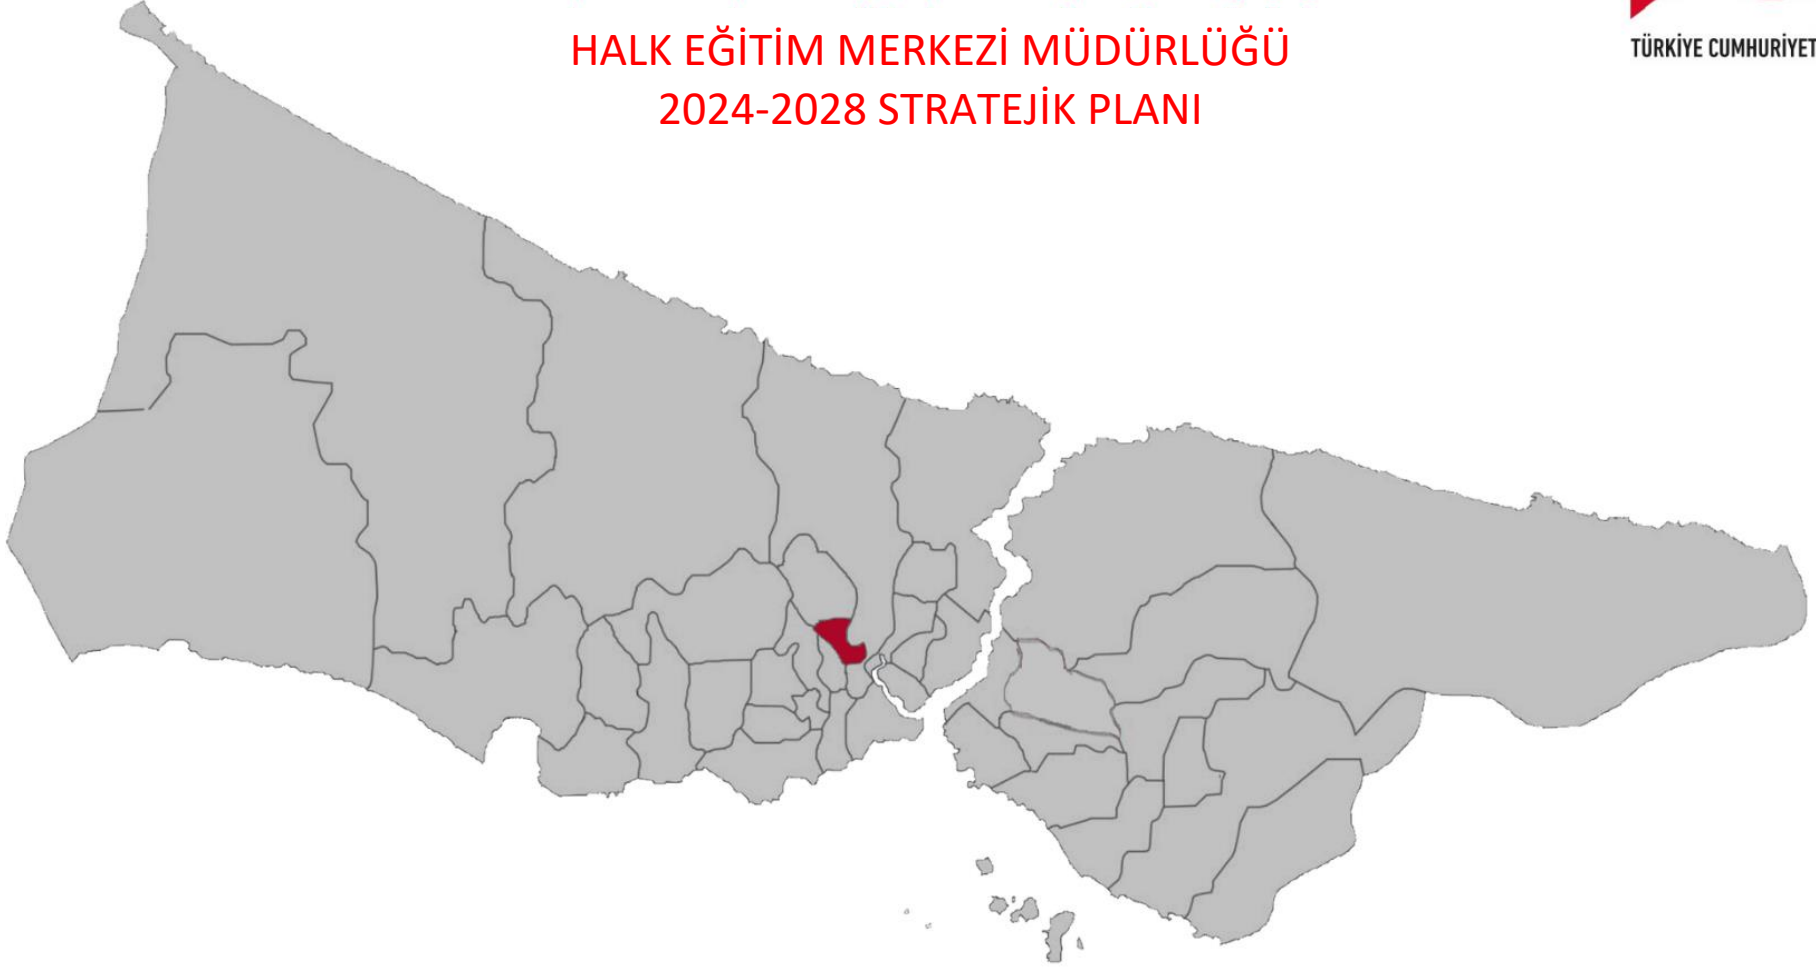 HALK EĞİTİM MERKEZİ MÜDÜRLÜĞÜ
2024-2028 STRATEJİK PLANI
TÜRKİYE CUMHURİYET